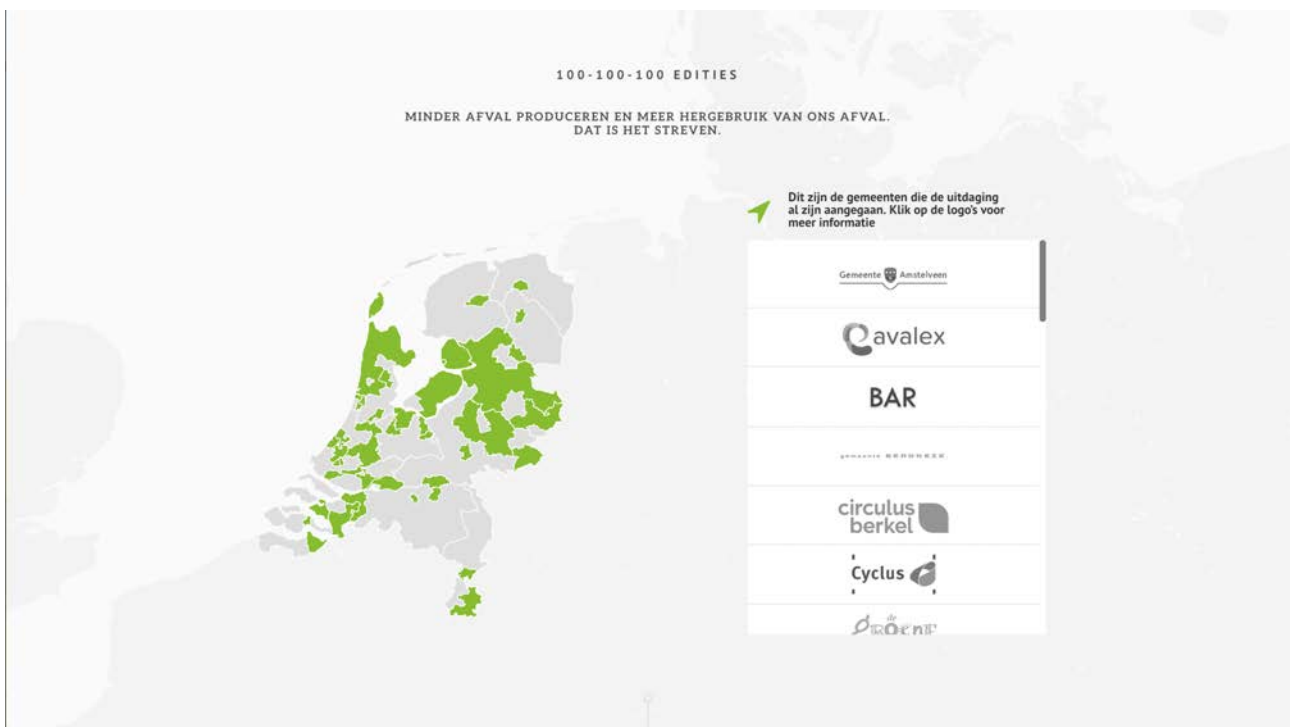 100-100-100 EDITIES
MINDER AFVAL PRODUCEREN EN MEER HERGEBRUIK VAN ONS AFVAL.
DAT IS HET STREVEN.
Dit zijn de gemeenten die de uitdaging
al zijn aangegaan. Klik op de logo's voor
meer informatie
Gemeente Amstelveen
avalex
BAR
gemeente
circulus
berkel
Cyclus
de